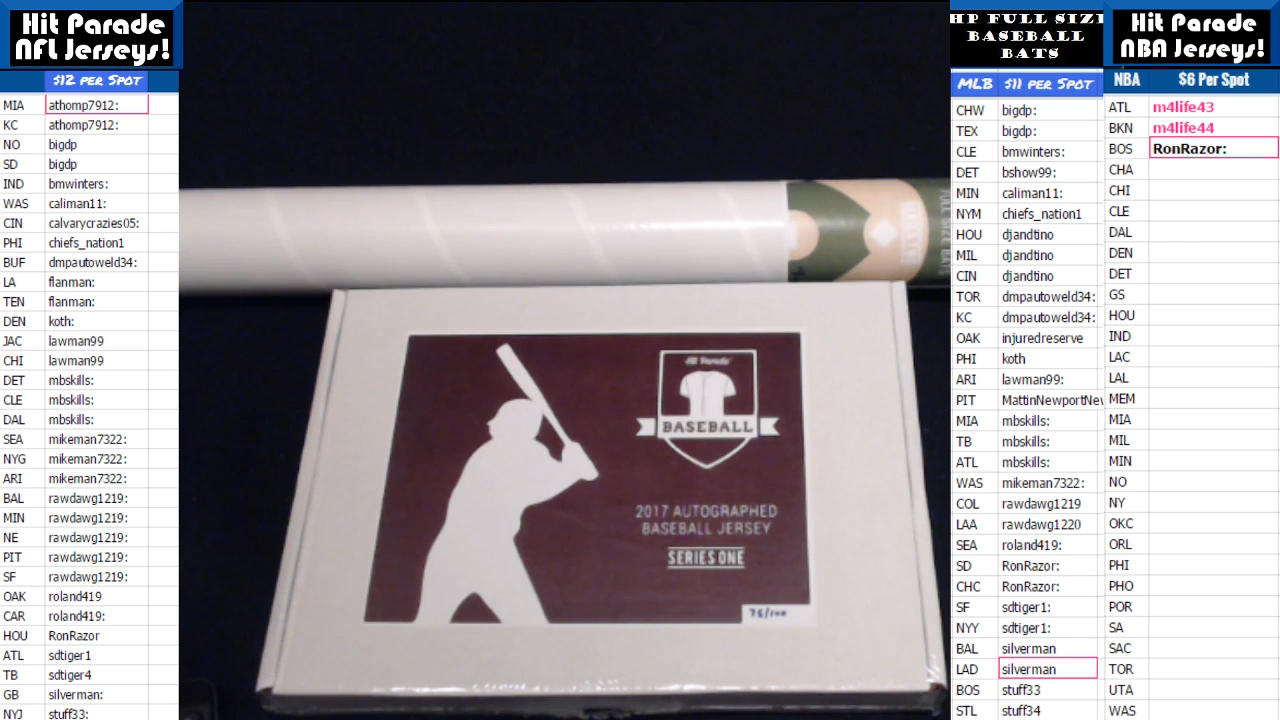 Hit Parade
NFL Jerseys!
$12 per Spot
MIA athomp7912:
KC athomp7912:
NO bigdp
SD bigdp
IND bmwinters:
WAS caliman11:
CIN calvarycrazies05:
PHI chiefs_nation1
BUF dmpautoweld34:
LA flanman:
TEN flanman:
DEN koth:
JAC lawman99
CHI lawman99
DET mbskills:
CLE mbskills:
DAL mbskills:
SEA mikeman7322:
NYG mikeman7322:
ARI mikeman7322:
BAL rawdawg1219:
MIN rawdawg1219:
NE rawdawg1219:
PIT rawdawg1219:
SF rawdawg1219:
OAK roland419
CAR roland419:
HOU RonRazor
ATL sdtiger1
TB sdtiger4
GB silverman:
NYJ stuff33:
FULL SIZE BATS
Hit Parade
BASEBALL
2017 AUTOGRAPHED
BASEBALL JERSEY
SERIES ONE
75/100
HP FULL SIZE
BASEBALL
BATS
MLB $11 per Spot
CHW bigdp:
TEX bigdp:
CLE bmwinters:
DET bshow99:
MIN caliman11:
NYM chiefs_nation1
HOU djandtino
MIL djandtino
CIN djandtino
TOR dmpautoweld34:
KC dmpautoweld34:
OAK injuredreserve
PHI koth
ARI lawman99:
PIT MattinNewportNew
MIA mbskills:
TB mbskills:
ATL mbskills:
WAS mikeman7322:
COL rawdawg1219
LAA rawdawg1220
SEA roland419:
SD RonRazor:
CHC RonRazor:
SF sdtiger1:
NYY sdtiger1:
BAL silverman
LAD silverman
BOS stuff33
STL stuff34
Hit Parade
NBA Jerseys!
NBA $6 Per Spot
ATL m4life43
BKN m4life44
BOS RonRazor:
CHA
CHI
CLE
DAL
DEN
DET
GS
HOU
IND
LAC
LAL
MEM
MIA
MIL
MIN
NO
NY
OKC
ORL
PHI
PHO
POR
SA
SAC
TOR
UTA
WAS